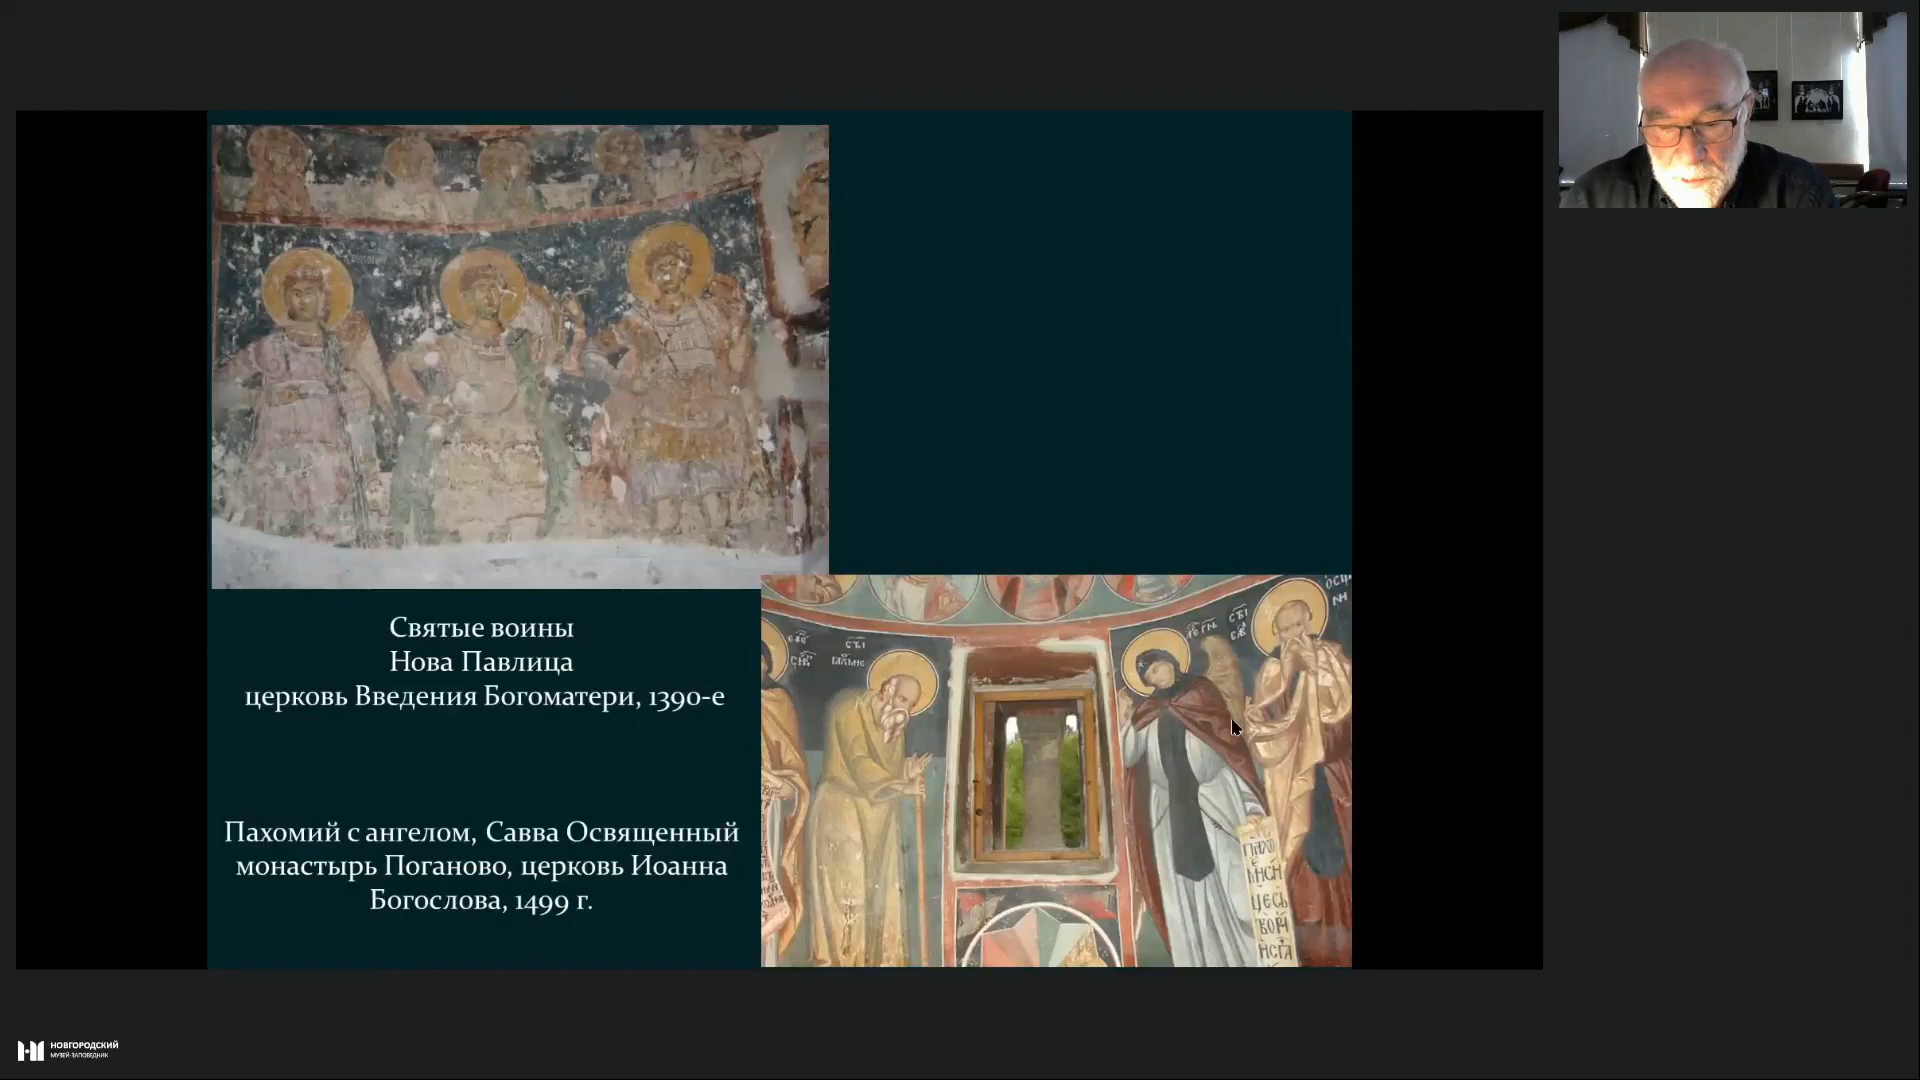 Святые воины
Нова Павлица
церковь Введения Богоматери, 1390-е
Пахомий с ангелом, Савва Освященный
монастырь Поганово, церковь Иоанна
Богослова, 1499 г.
НОВГОРОДСКИЙ
МУЗЕЙ-ЗАПОВЕДНИК